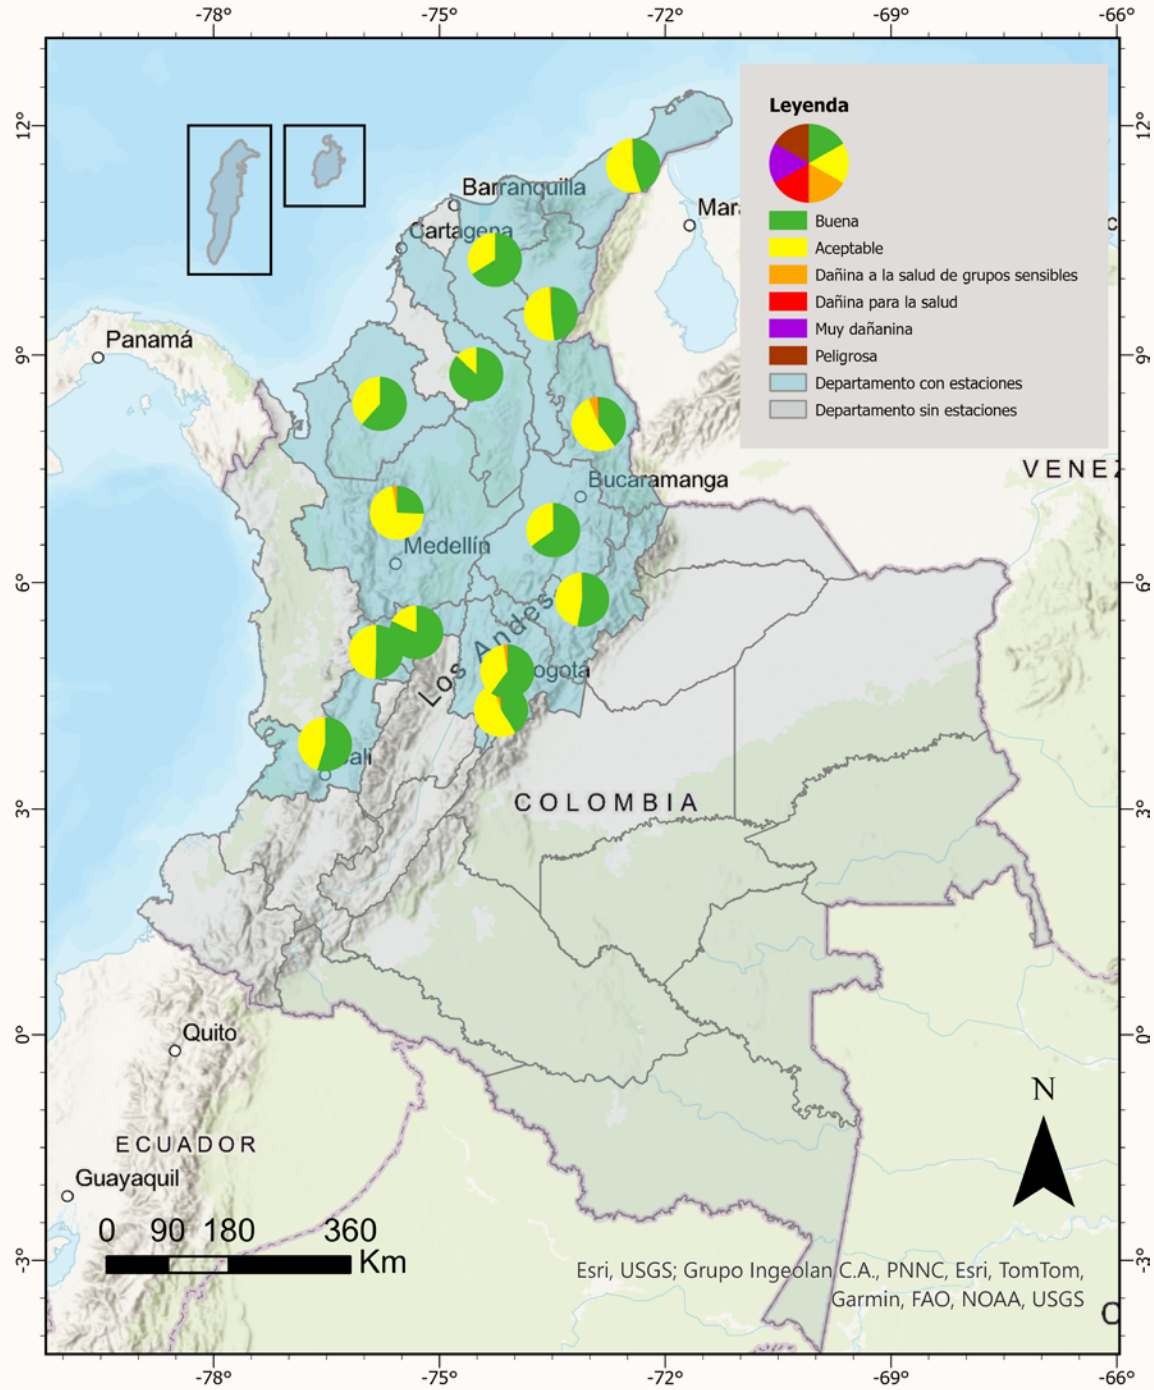 -78° -75° -72° -69° -66°
12° 12°
Leyenda
Barranquilla
Mar
Buena
Cartagena
Aceptable
Dañina a la salud de grupos sensibles
Dañina para la salud
Muy dañanina
Panamá
9° 9°
Peligrosa
Departamento con estaciones
Departamento sin estaciones
VENEZ
Bucaramanga
Medellín
6° 6°
Los Andes
ogotá
ali
COLOMBIA
3° 3°
Quito
0° 0°
N
ECUADOR
Guayaquil
0 90 180 360
Km
-3° -3°
Esri, USGS; Grupo Ingeolan C.A., PNNC, Esri, TomTom,
Garmin, FAO, NOAA, USGS
-78° -75° -72° -69° -66°